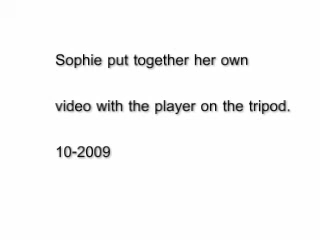 Sophie put together her own
video with the player on the tripod.
10-2009